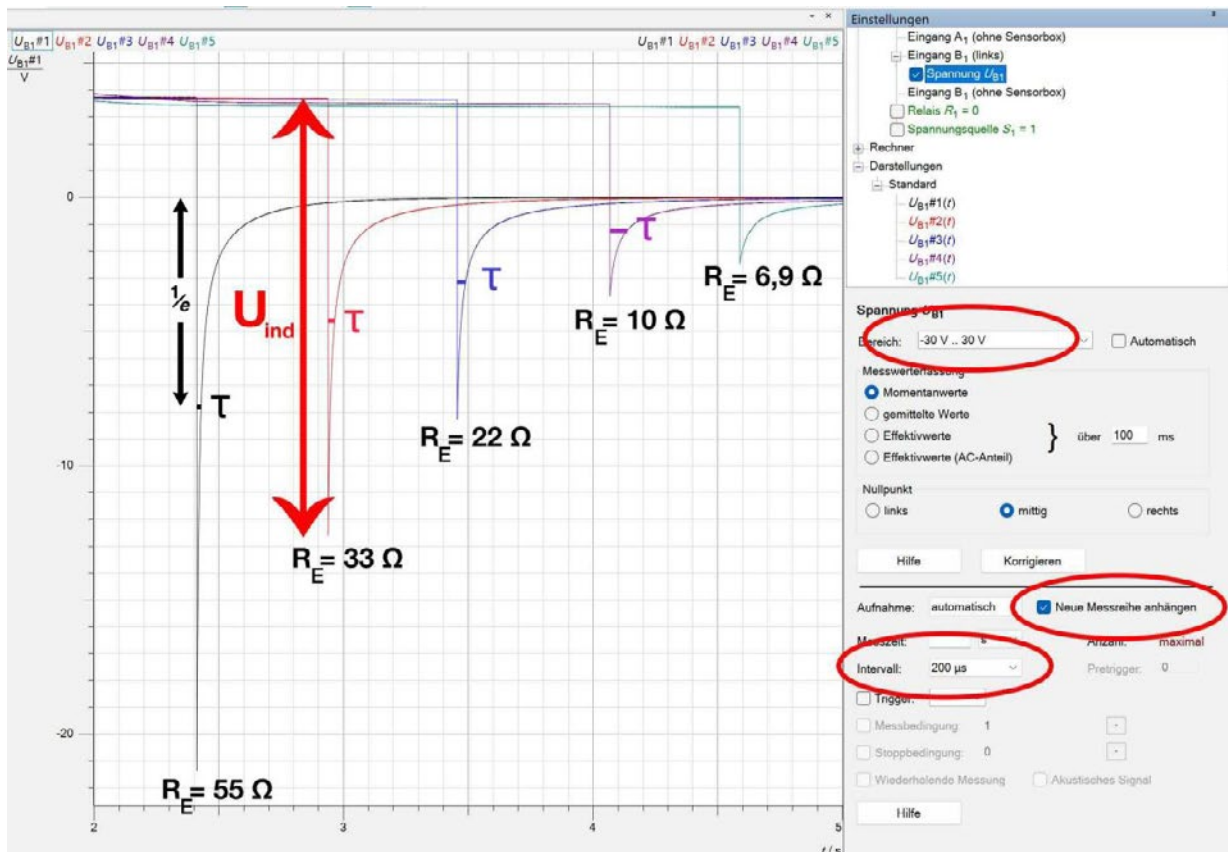 U_B1#1 U_B1#2 U_B1#3 U_B1#4 U_B1#5
U_B1#1 U_B1#2 U_B1#3 U_B1#4 U_B1#5
U_B1#1
V
0
-10
-20
2
3
4
5
t / s
1/e
τ
U_ind
τ
τ
τ
R_E= 6,9 Ω
R_E= 10 Ω
R_E= 22 Ω
R_E= 33 Ω
R_E= 55 Ω
Einstellungen
Eingang A1 (ohne Sensorbox)
Eingang B1 (links)
Spannung U_B1
Eingang B1 (ohne Sensorbox)
Relais R1 = 0
Spannungsquelle S1 = 1
Rechner
Darstellungen
Standard
U_B1#1(t)
U_B1#2(t)
U_B1#3(t)
U_B1#4(t)
U_B1#5(t)
Spannung U_B1
Bereich: -30 V .. 30 V Automatisch
Messwerterfassung
Momentanwerte
gemittelte Werte
Effektivwerte } über 100 ms
Effektivwerte (AC-Anteil)
Nullpunkt
links mittig rechts
Hilfe Korrigieren
Aufnahme: automatisch Neue Messreihe anhängen
Messzeit: s Anzahl: maximal
Intervall: 200 µs Pretrigger: 0
Trigger:
Messbedingung: 1
Stoppbedingung: 0
Wiederholende Messung Akustisches Signal
Hilfe